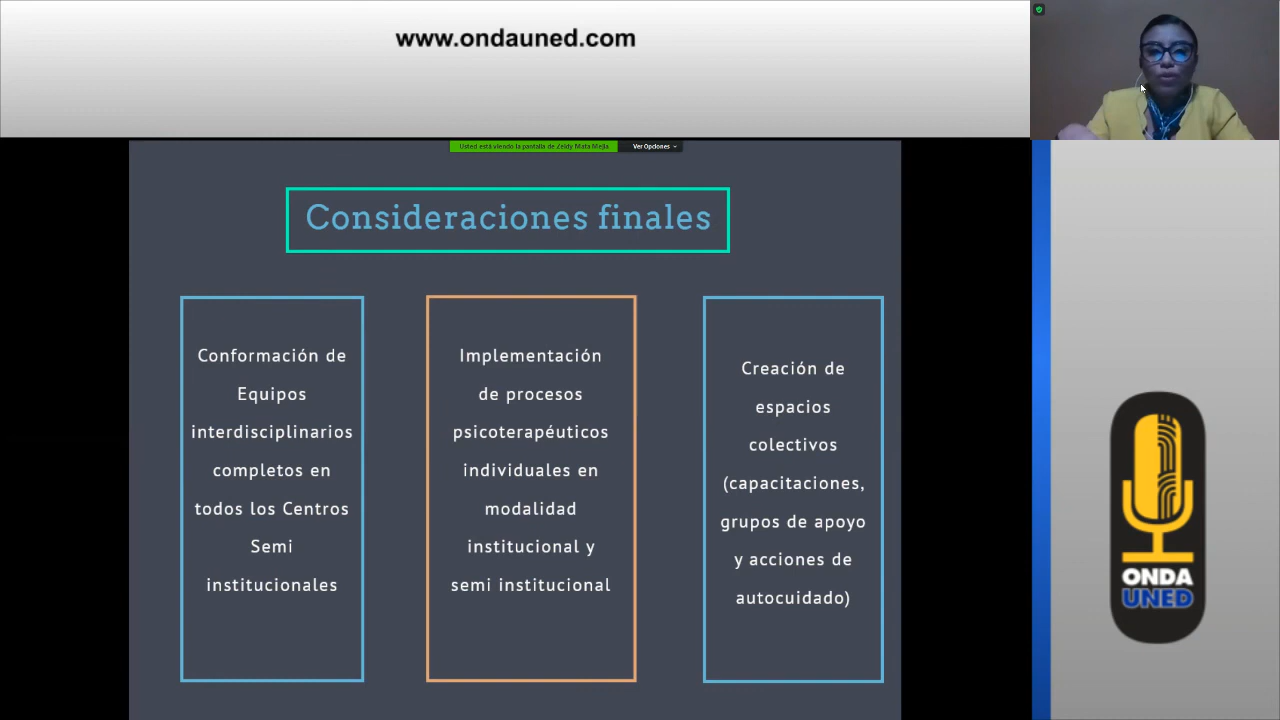 www.ondauned.com
Usted está viendo la pantalla de Zeidy Mata Mejia
Ver Opciones
Consideraciones finales
Conformación de
Equipos
interdisciplinarios
completos en
todos los Centros
Semi
institucionales
Implementación
de procesos
psicoterapéuticos
individuales en
modalidad
institucional y
semi institucional
Creación de
espacios
colectivos
(capacitaciones,
grupos de apoyo
y acciones de
autocuidado)
ONDA
UNED